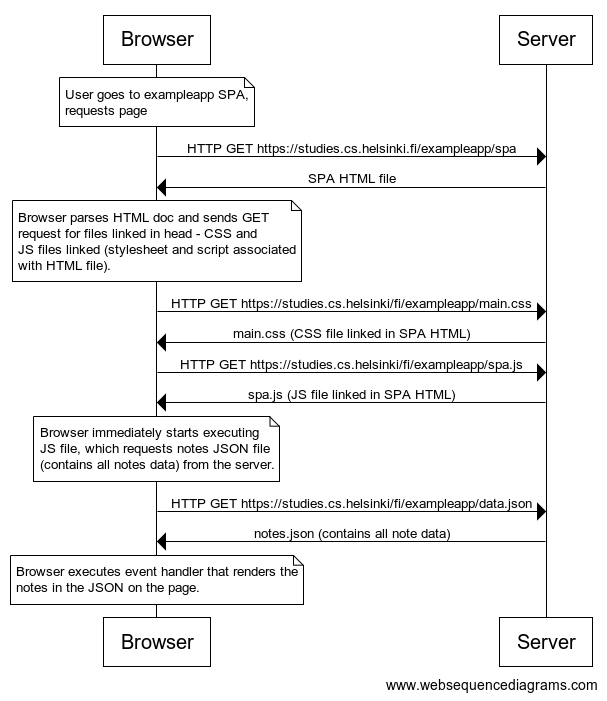 Browser
Server
User goes to exampleapp SPA,
requests page
HTTP GET https://studies.cs.helsinki.fi/exampleapp/spa
SPA HTML file
Browser parses HTML doc and sends GET
request for files linked in head - CSS and
JS files linked (stylesheet and script associated
with HTML file).
HTTP GET https://studies.cs.helsinki/fi/exampleapp/main.css
main.css (CSS file linked in SPA HTML)
HTTP GET https://studies.cs.helsinki/fi/exampleapp/spa.js
spa.js (JS file linked in SPA HTML)
Browser immediately starts executing
JS file, which requests notes JSON file
(contains all notes data) from the server.
HTTP GET https://studies.cs.helsinki/fi/exampleapp/data.json
notes.json (contains all note data)
Browser executes event handler that renders the
notes in the JSON on the page.
Browser
Server
www.websequencediagrams.com